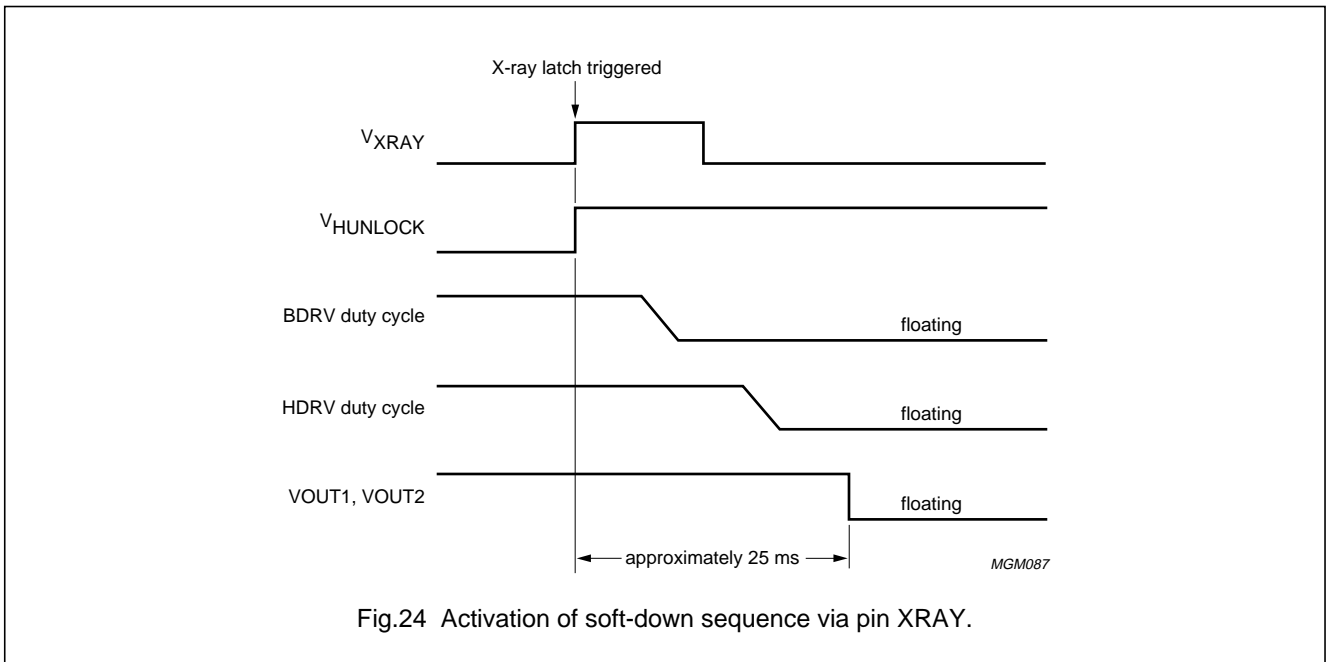 X-ray latch triggered
VXRAY
VHUNLOCK
BDRV duty cycle
floating
HDRV duty cycle
floating
VOUT1, VOUT2
floating
approximately 25 ms
MGM087
Fig.24 Activation of soft-down sequence via pin XRAY.